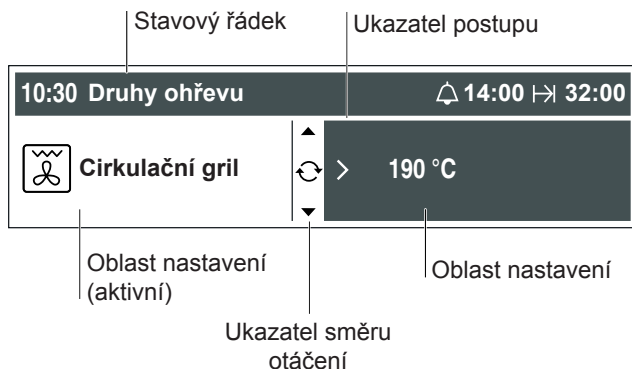 Stavový řádek
Ukazatel postupu
10:30 Druhy ohřevu 14:00 32:00
Cirkulační gril 190 °C
Oblast nastavení
(aktivní)
Oblast nastavení
Ukazatel směru
otáčení